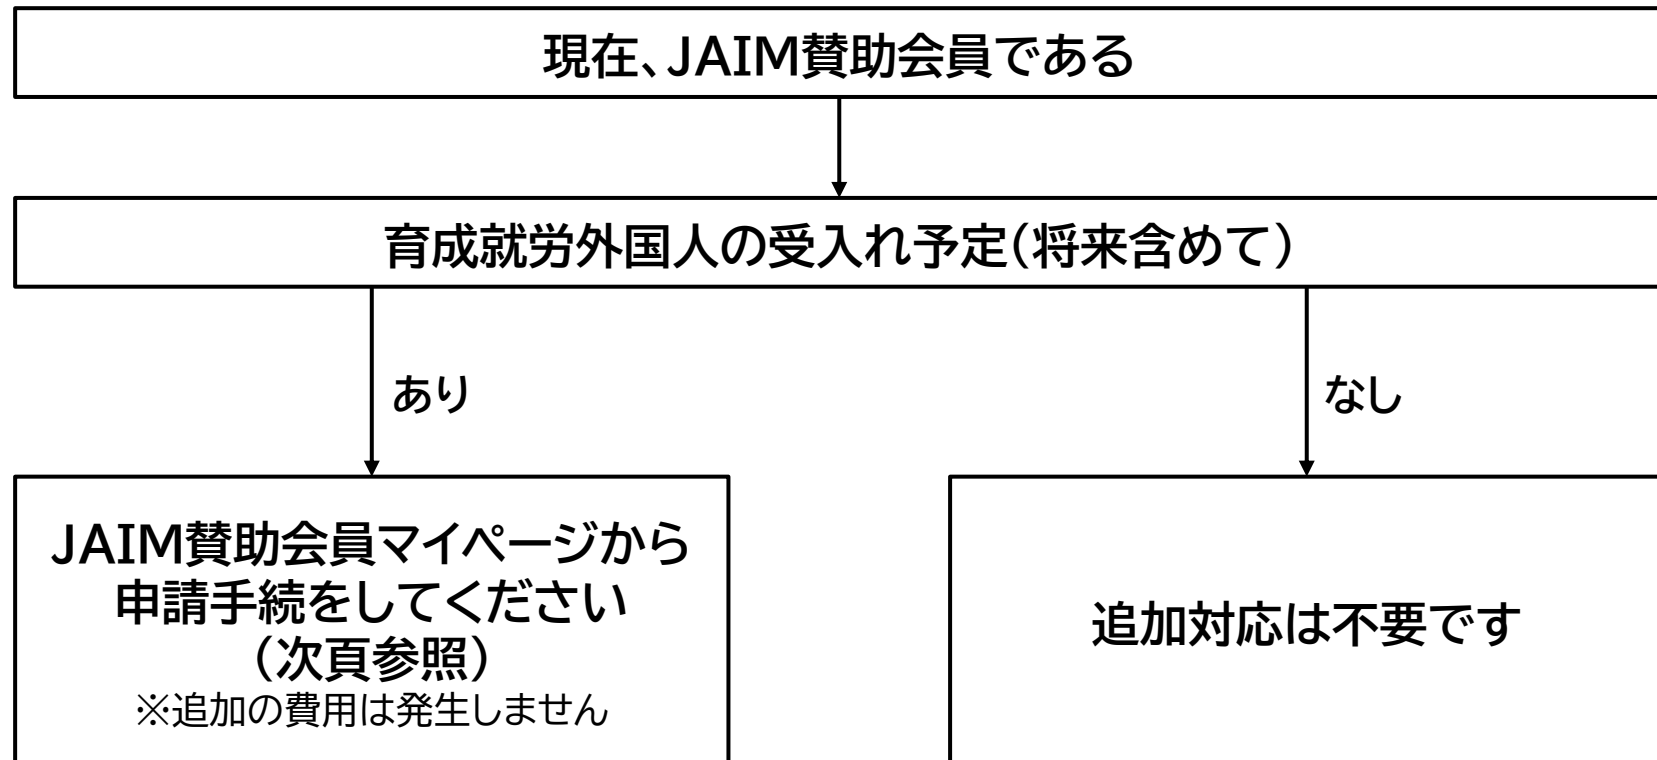 現在、JAIM賛助会員である
育成就労外国人の受入れ予定(将来含めて)
あり
なし
JAIM賛助会員マイページから
申請手続をしてください
(次頁参照)
※追加の費用は発生しません
追加対応は不要です